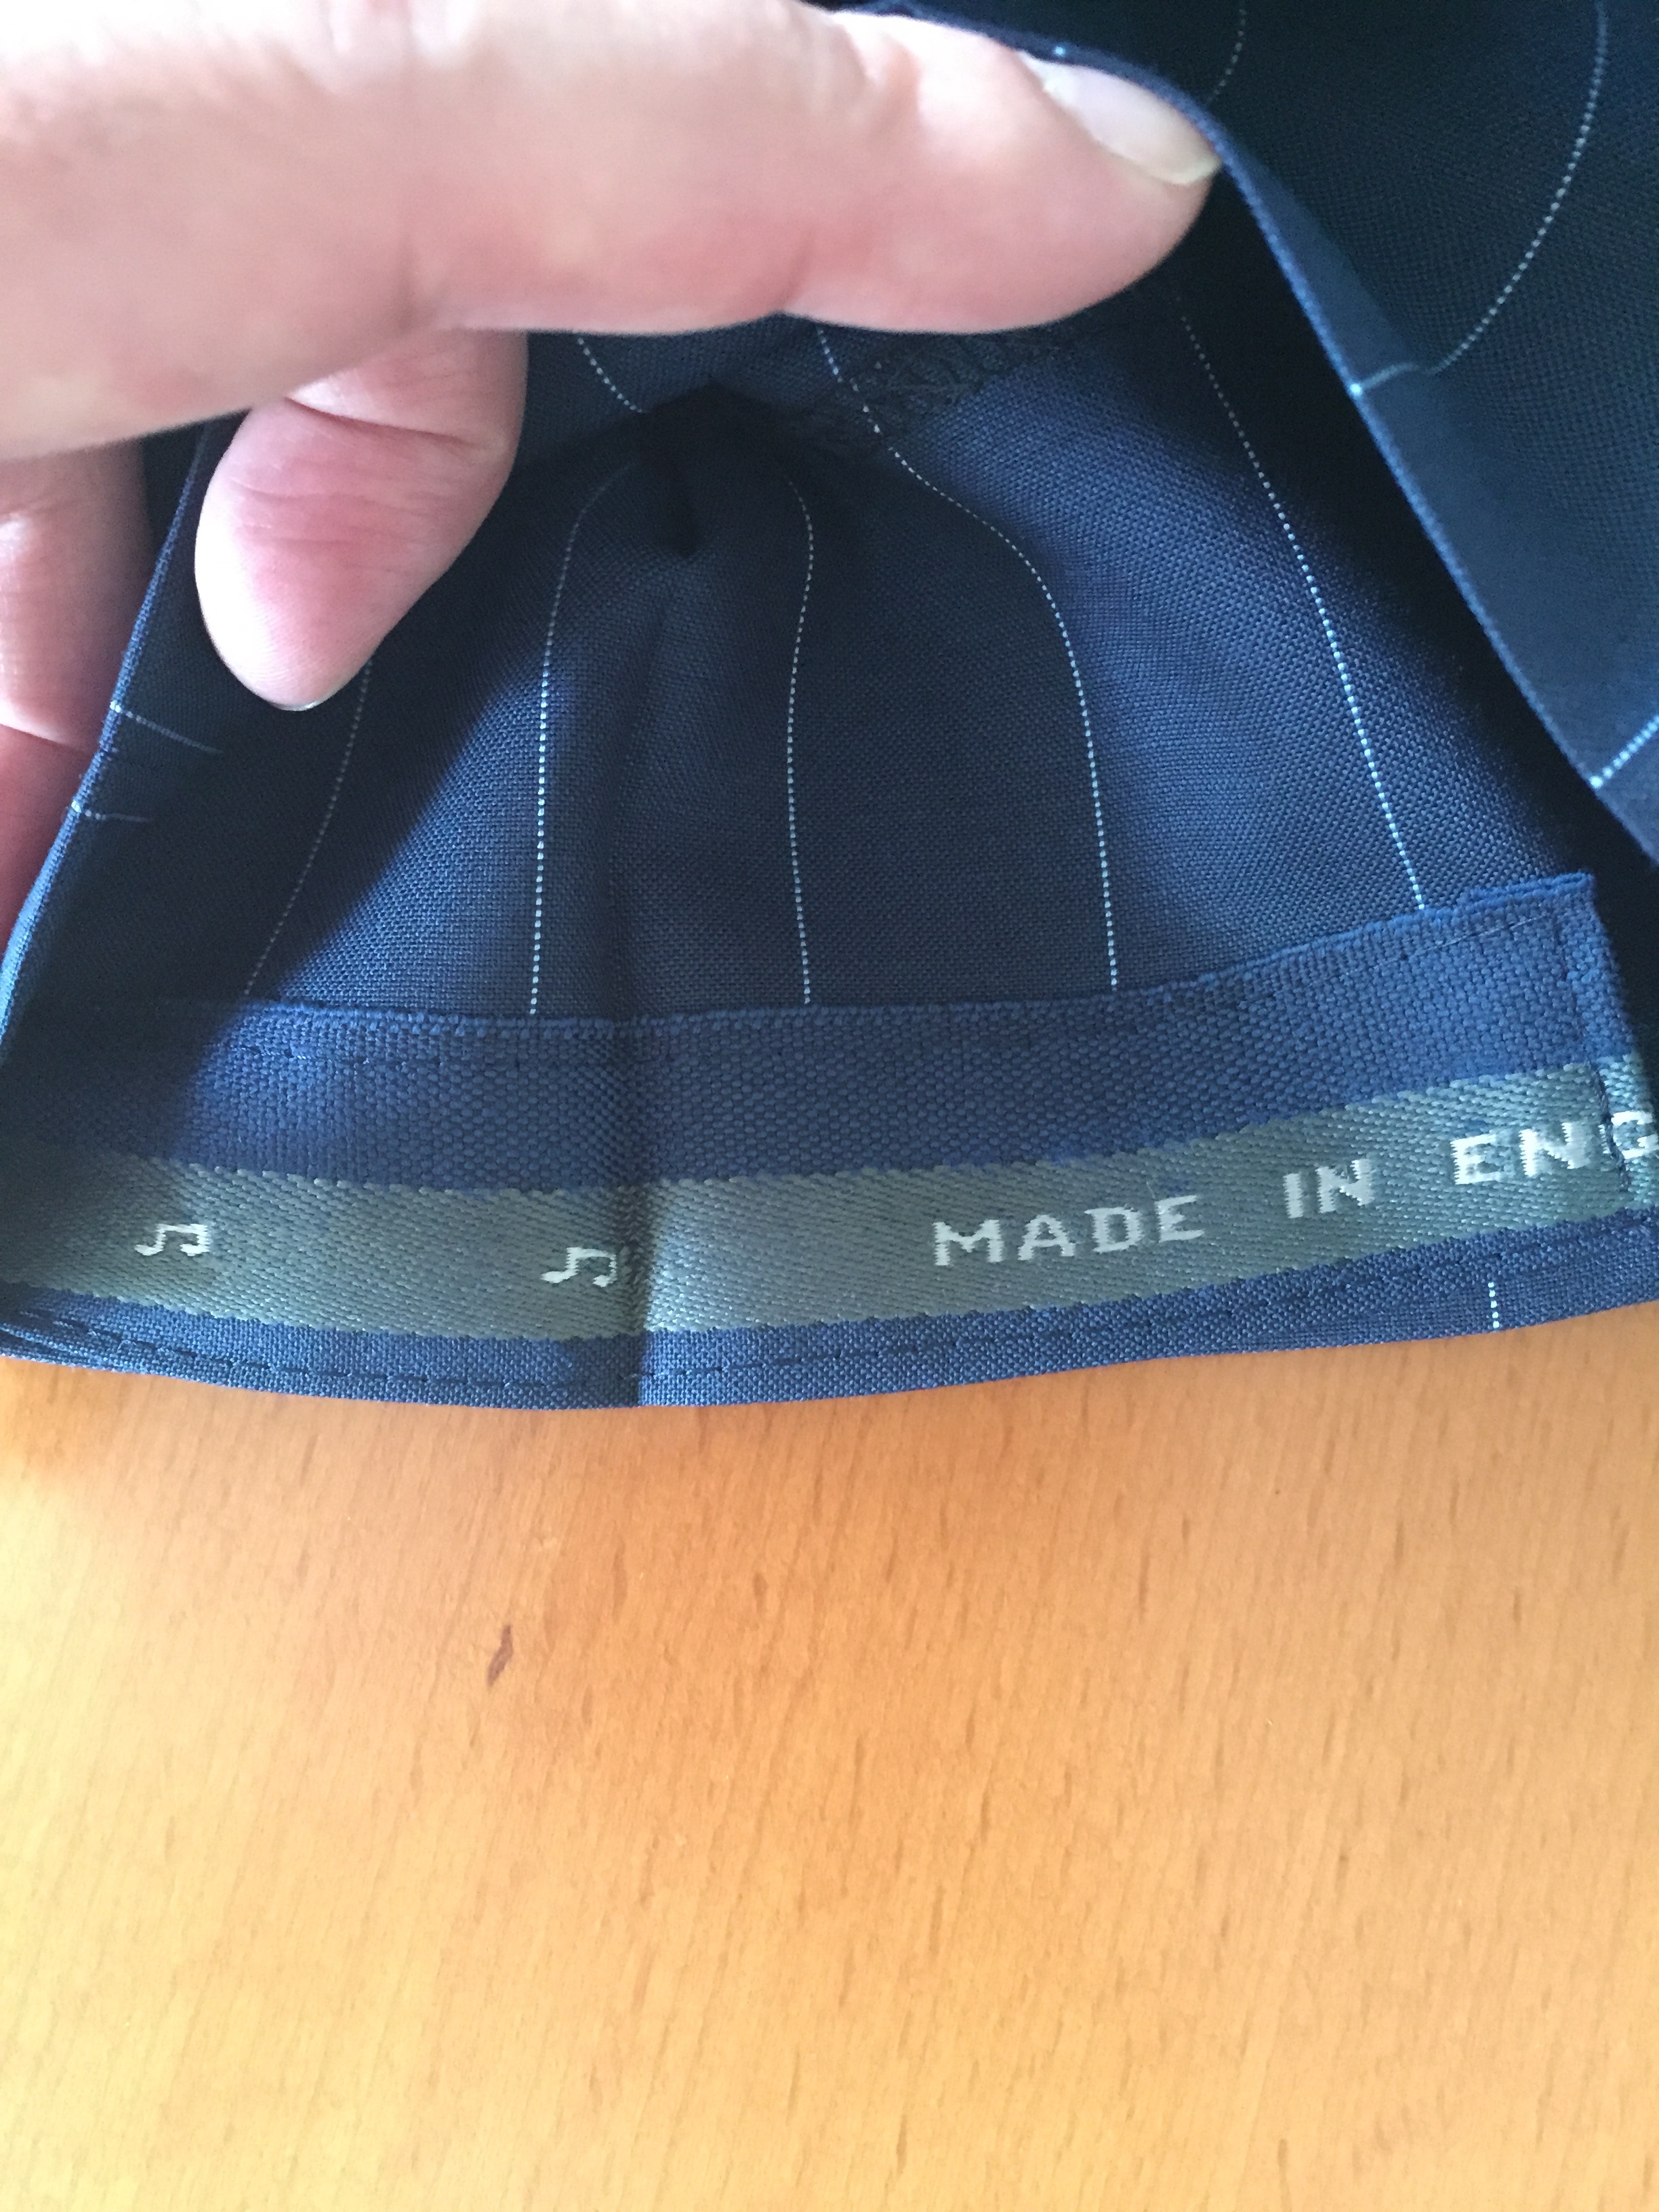 ♫ ♫ MADE IN ENG